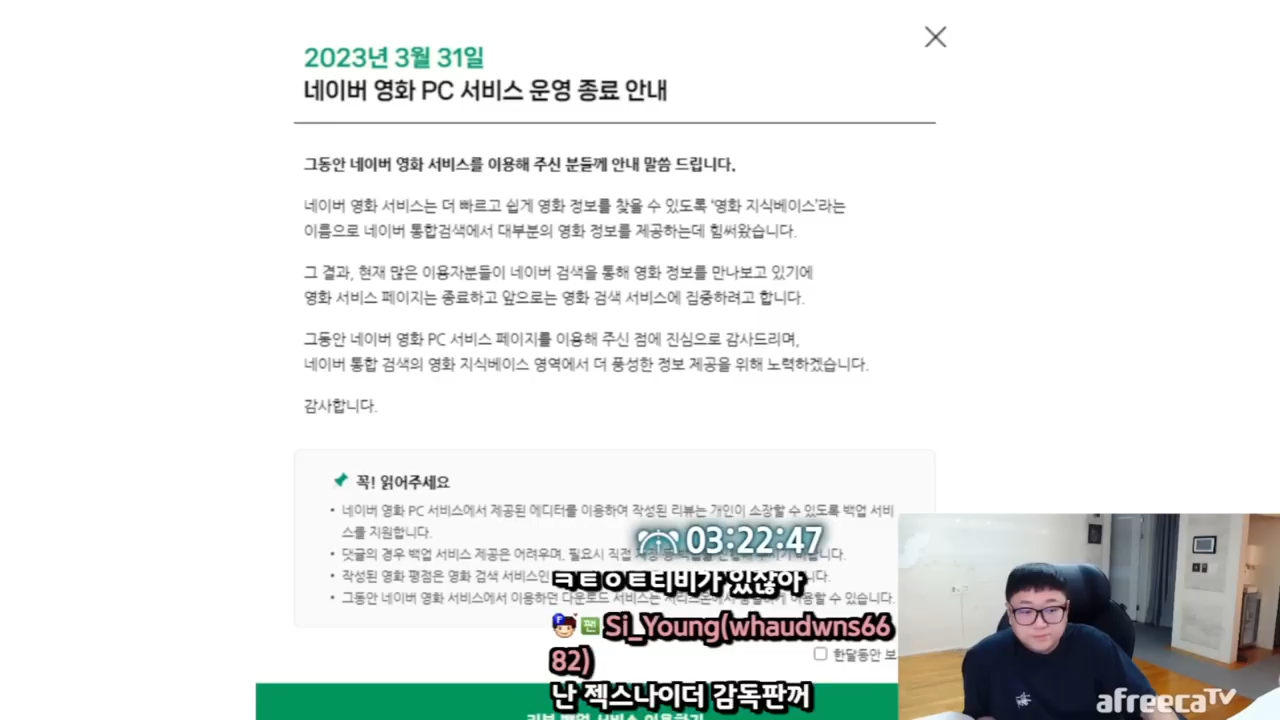 2023년 3월 31일
네이버 영화 PC 서비스 운영 종료 안내
그동안 네이버 영화 서비스를 이용해 주신 분들께 안내 말씀 드립니다.
네이버 영화 서비스는 더 빠르고 쉽게 영화 정보를 찾을 수 있도록 '영화 지식베이스'라는
이름으로 네이버 통합검색에서 대부분의 영화 정보를 제공하는데 힘써왔습니다.
그 결과, 현재 많은 이용자분들이 네이버 검색을 통해 영화 정보를 만나보고 있기에
영화 서비스 페이지는 종료하고 앞으로는 영화 검색 서비스에 집중하려고 합니다.
그동안 네이버 영화 PC 서비스 페이지를 이용해 주신 점에 진심으로 감사드리며,
네이버 통합 검색의 영화 지식베이스 영역에서 더 풍성한 정보 제공을 위해 노력하겠습니다.
감사합니다.
꼭! 읽어주세요
• 네이버 영화 PC 서비스에서 제공된 에디터를 이용하여 작성된 리뷰는 개인이 소장할 수 있도록 백업 서비
스를 지원합니다.
• 댓글의 경우 백업 서비스 제공은 어려우며, 필요시 직접
• 작성된 영화 평점은 영화 검색 서비스인
• 그동안 네이버 영화 서비스에서 이용하던 다운로드 서비스는 이용할 수 있습니다.
03:22:47
ㅋㅌㅇㅌ티비가 있잖아
팬 Si_Young(whaudwns66
82)
난 젝스나이더 감독판꺼
한달동안 보
afreecaTV